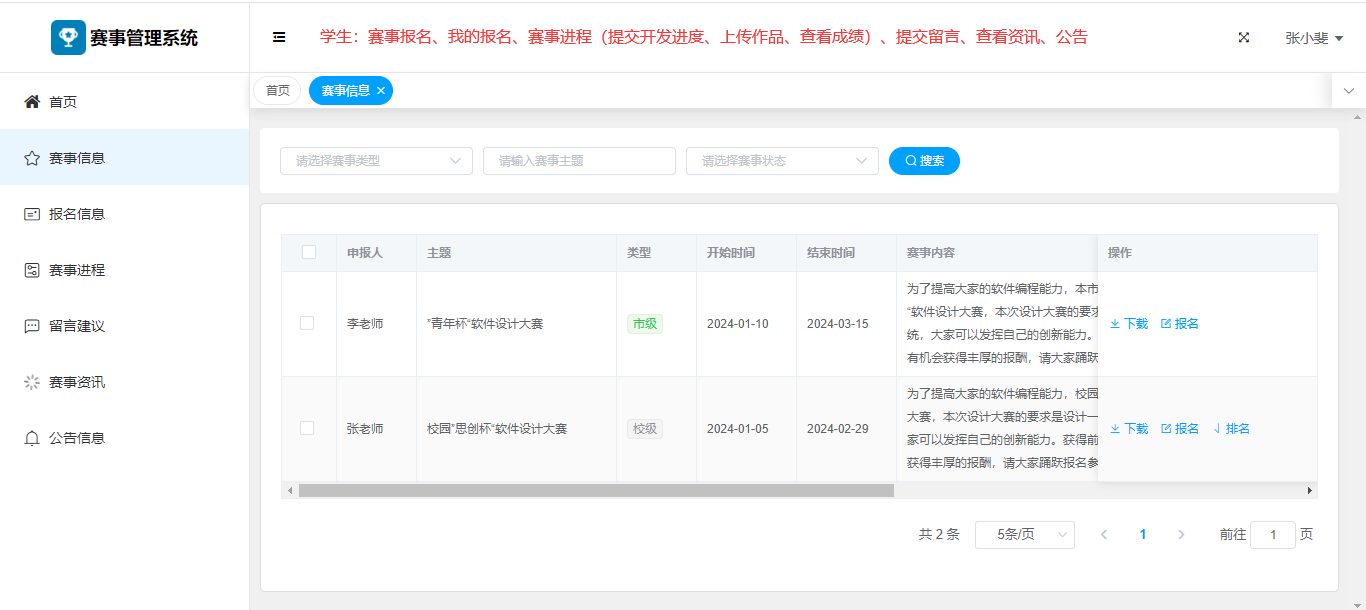 赛事管理系统
学生：赛事报名、我的报名、赛事进程（提交开发进度、上传作品、查看成绩）、提交留言、查看资讯、公告
张小斐
首页
赛事信息
报名信息
赛事进程
留言建议
赛事资讯
公告信息
首页
赛事信息
请选择赛事类型
请输入赛事主题
请选择赛事状态
搜索
申报人 主题 类型 开始时间 结束时间 赛事内容 操作
李老师 "青年杯"软件设计大赛 市级 2024-01-10 2024-03-15
为了提高大家的软件编程能力，本市
"软件设计大赛，本次设计大赛的要求
统，大家可以发挥自己的创新能力。
有机会获得丰厚的报酬，请大家踊跃
下载 报名
张老师 校园"思创杯"软件设计大赛 校级 2024-01-05 2024-02-29
为了提高大家的软件编程能力，校园
大赛，本次设计大赛的要求是设计一
家可以发挥自己的创新能力。获得前
获得丰厚的报酬，请大家踊跃报名参
下载 报名 排名
共 2 条 5条/页 1 前往 1 页